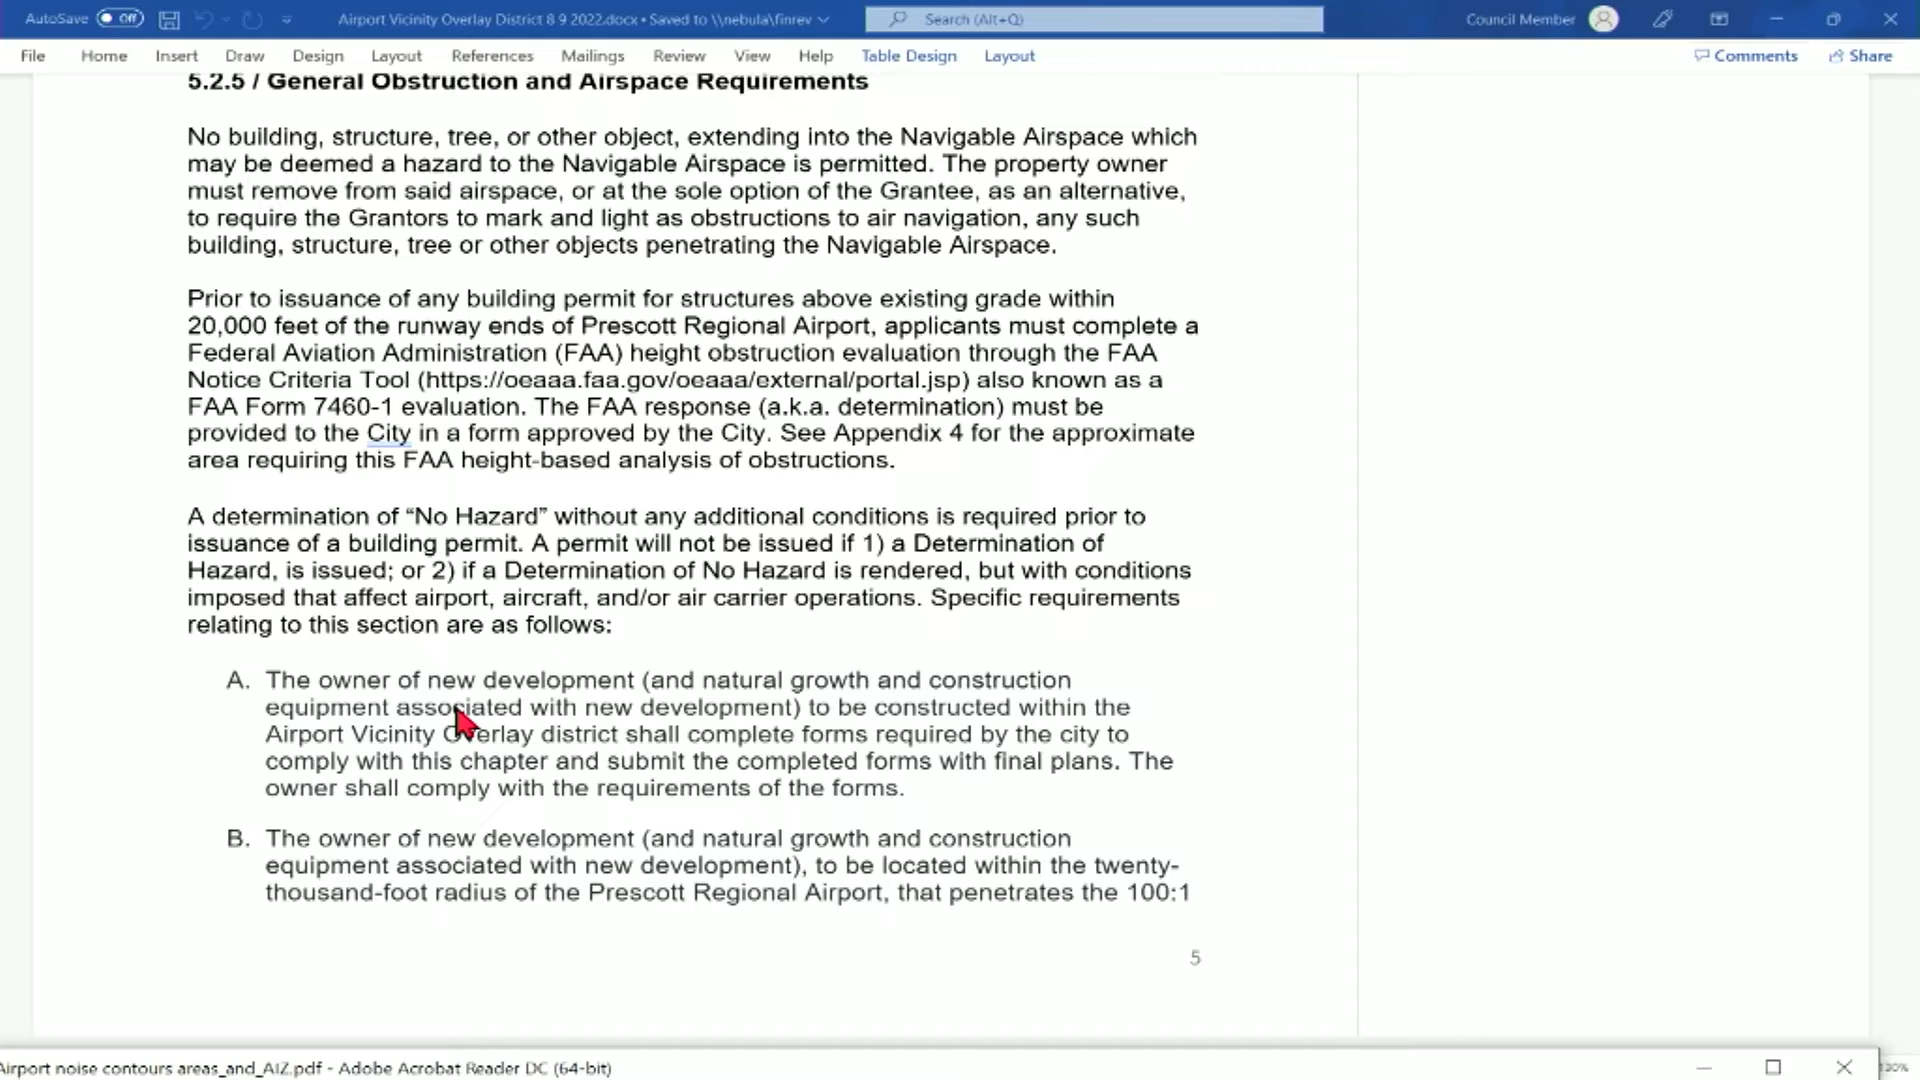 AutoSave Off Airport Vicinity Overlay District 8 9 2022.docx • Saved to \\nebula\finrev Search (Alt+Q) Council Member
File Home Insert Draw Design Layout References Mailings Review View Help Table Design Layout Comments Share
5.2.5 / General Obstruction and Airspace Requirements
No building, structure, tree, or other object, extending into the Navigable Airspace which
may be deemed a hazard to the Navigable Airspace is permitted. The property owner
must remove from said airspace, or at the sole option of the Grantee, as an alternative,
to require the Grantors to mark and light as obstructions to air navigation, any such
building, structure, tree or other objects penetrating the Navigable Airspace.
Prior to issuance of any building permit for structures above existing grade within
20,000 feet of the runway ends of Prescott Regional Airport, applicants must complete a
Federal Aviation Administration (FAA) height obstruction evaluation through the FAA
Notice Criteria Tool (https://oeaaa.faa.gov/oeaaa/external/portal.jsp) also known as a
FAA Form 7460-1 evaluation. The FAA response (a.k.a. determination) must be
provided to the City in a form approved by the City. See Appendix 4 for the approximate
area requiring this FAA height-based analysis of obstructions.
A determination of “No Hazard” without any additional conditions is required prior to
issuance of a building permit. A permit will not be issued if 1) a Determination of
Hazard, is issued; or 2) if a Determination of No Hazard is rendered, but with conditions
imposed that affect airport, aircraft, and/or air carrier operations. Specific requirements
relating to this section are as follows:
A. The owner of new development (and natural growth and construction
equipment associated with new development) to be constructed within the
Airport Vicinity Overlay district shall complete forms required by the city to
comply with this chapter and submit the completed forms with final plans. The
owner shall comply with the requirements of the forms.
B. The owner of new development (and natural growth and construction
equipment associated with new development), to be located within the twenty-
thousand-foot radius of the Prescott Regional Airport, that penetrates the 100:1
5
Airport noise contours areas_and_AIZ.pdf - Adobe Acrobat Reader DC (64-bit)